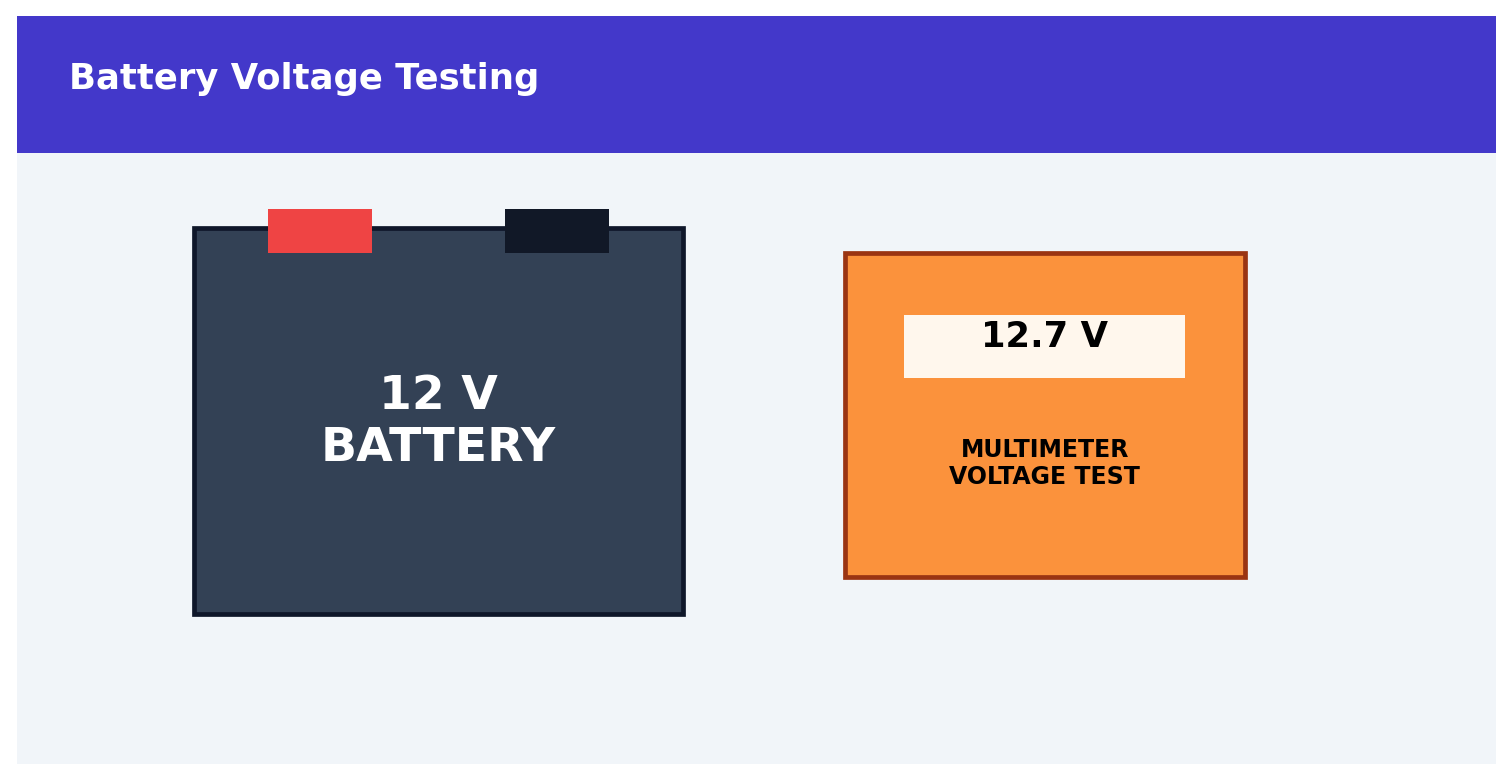 Battery Voltage Testing
12 V
BATTERY
12.7 V
MULTIMETER
VOLTAGE TEST